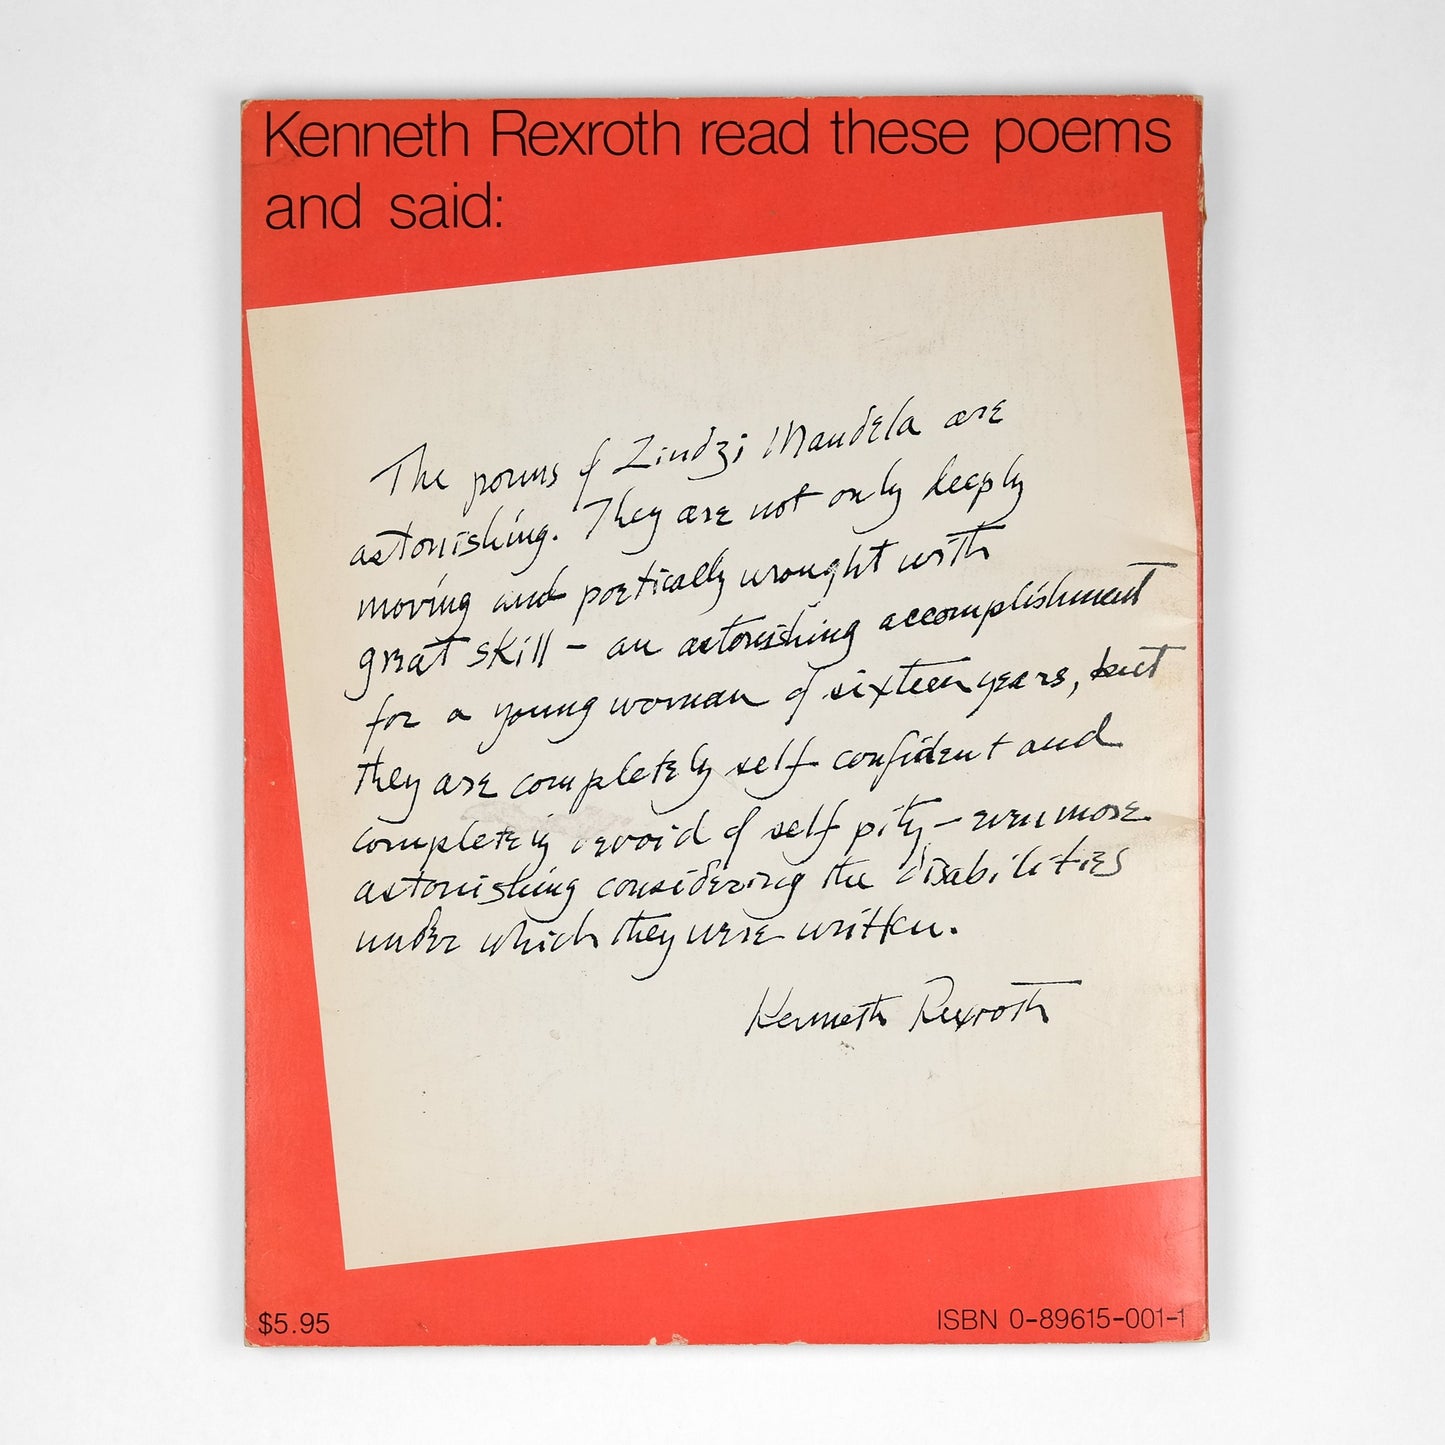 Kenneth Rexroth read these poems
and said:
The poems of Zindzi Mandela are
astonishing. They are not only deeply
moving and poetically wrought with
great skill – an astonishing accomplishment
for a young woman of sixteen years, but
they are completely self confident and
completely devoid of self pity – even more
astonishing considering the disabilities
under which they were written.
Kenneth Rexroth
$5.95
ISBN 0-89615-001-1